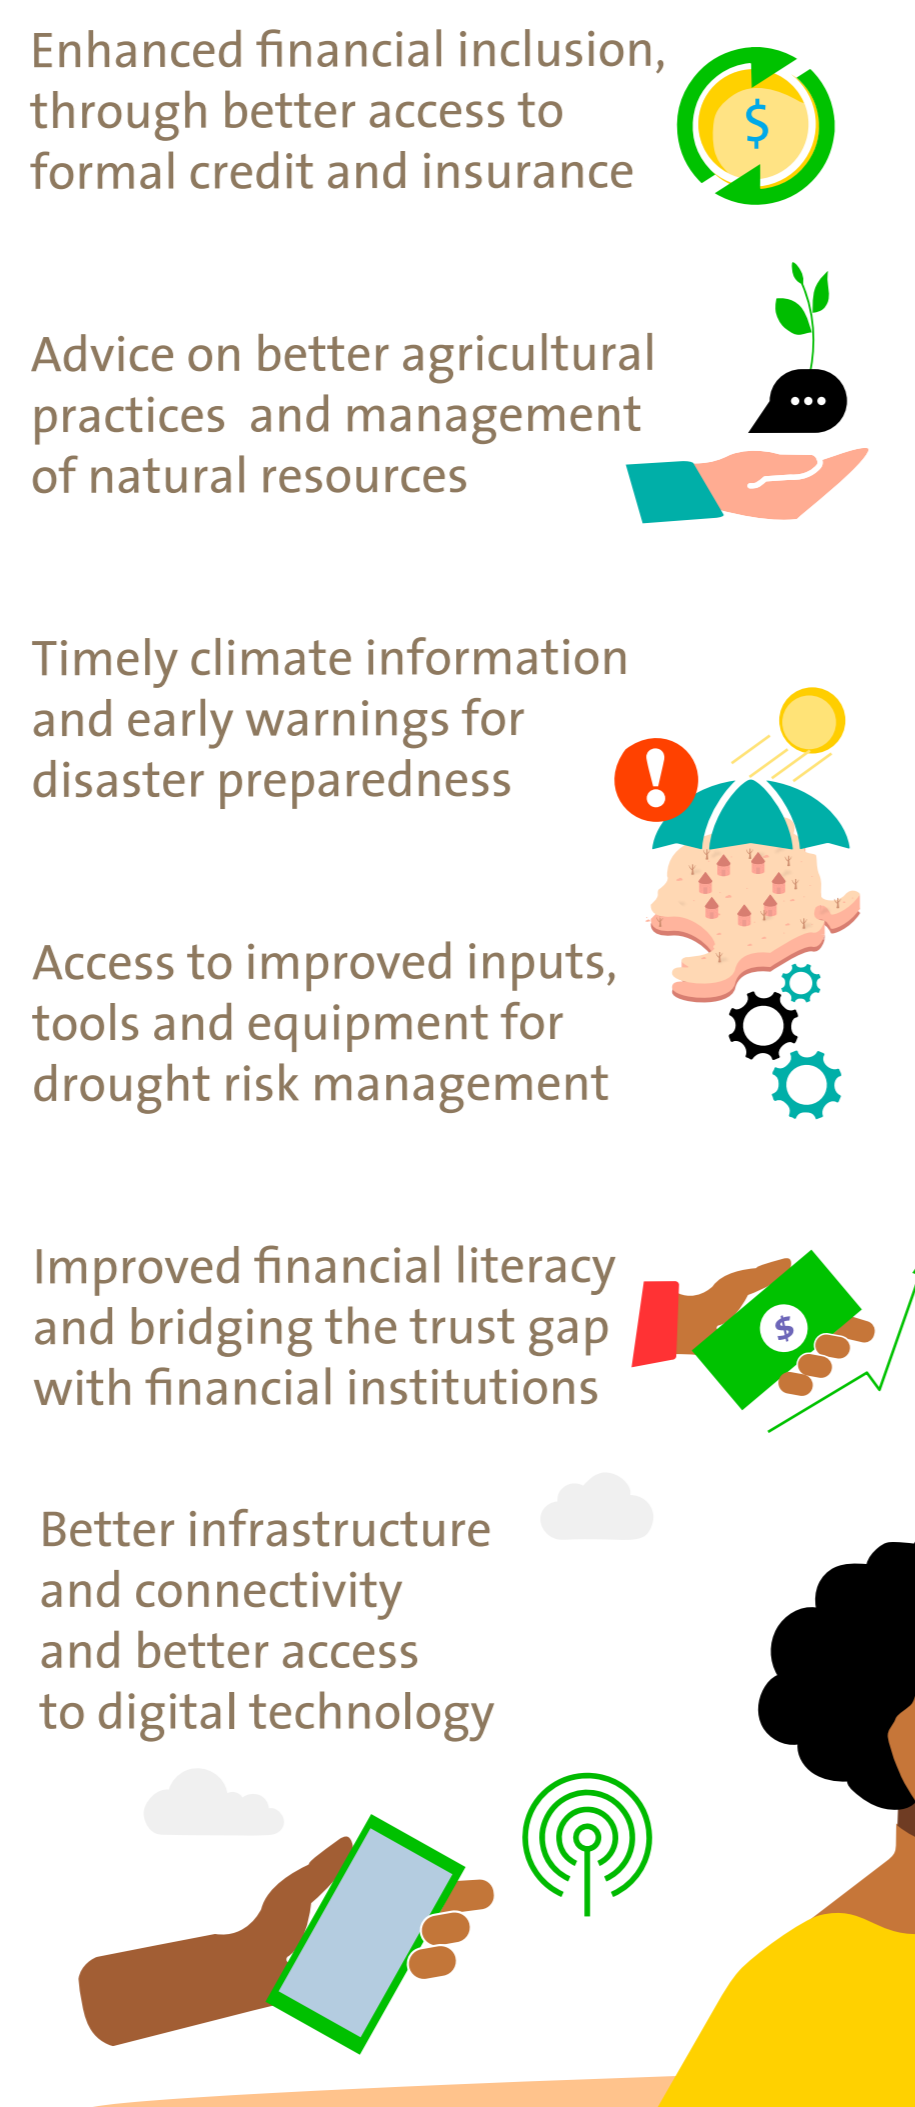 Enhanced financial inclusion,
through better access to
formal credit and insurance
$
Advice on better agricultural
practices and management
of natural resources
Timely climate information
and early warnings for
disaster preparedness
!
Access to improved inputs,
tools and equipment for
drought risk management
Improved financial literacy
and bridging the trust gap
with financial institutions
$
Better infrastructure
and connectivity
and better access
to digital technology